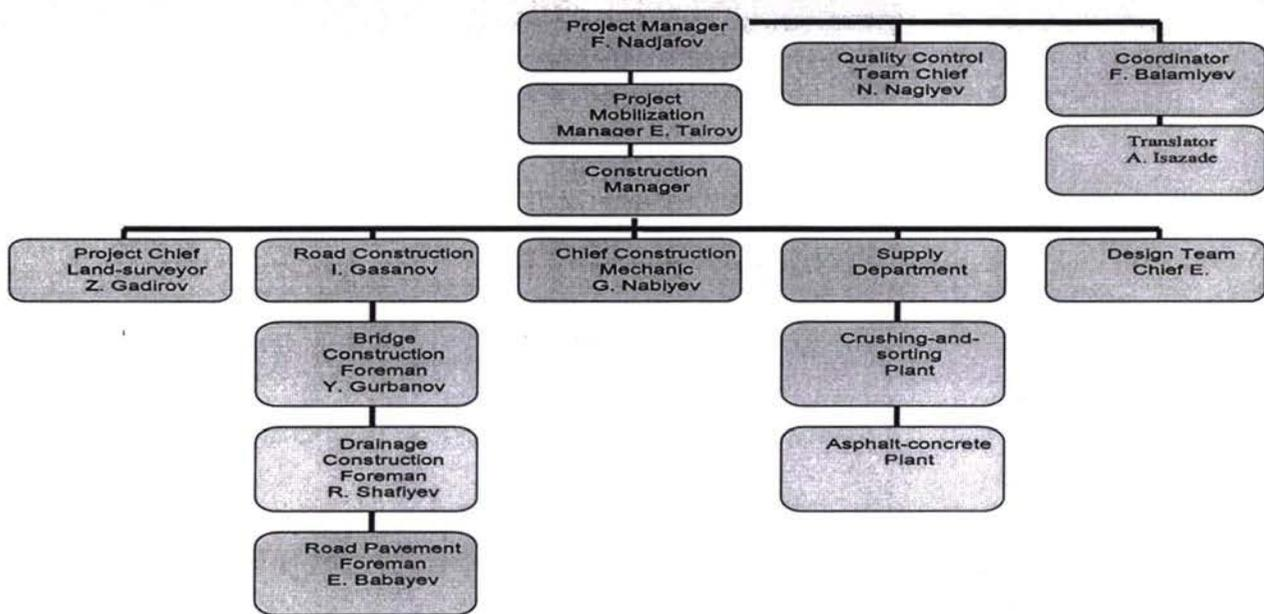 Project Manager
F. Nadjafov
Quality Control
Team Chief
N. Nagiyev
Coordinator
F. Balamiyev
Project
Mobilization
Manager E. Tairov
Translator
A. Isazade
Construction
Manager
Project Chief
Land-surveyor
Z. Gadirov
Road Construction
I. Gasanov
Chief Construction
Mechanic
G. Nabiyev
Supply
Department
Design Team
Chief E.
Bridge
Construction
Foreman
Y. Gurbanov
Crushing-and-
sorting
Plant
Drainage
Construction
Foreman
R. Shafiyev
Asphalt-concrete
Plant
Road Pavement
Foreman
E. Babayev